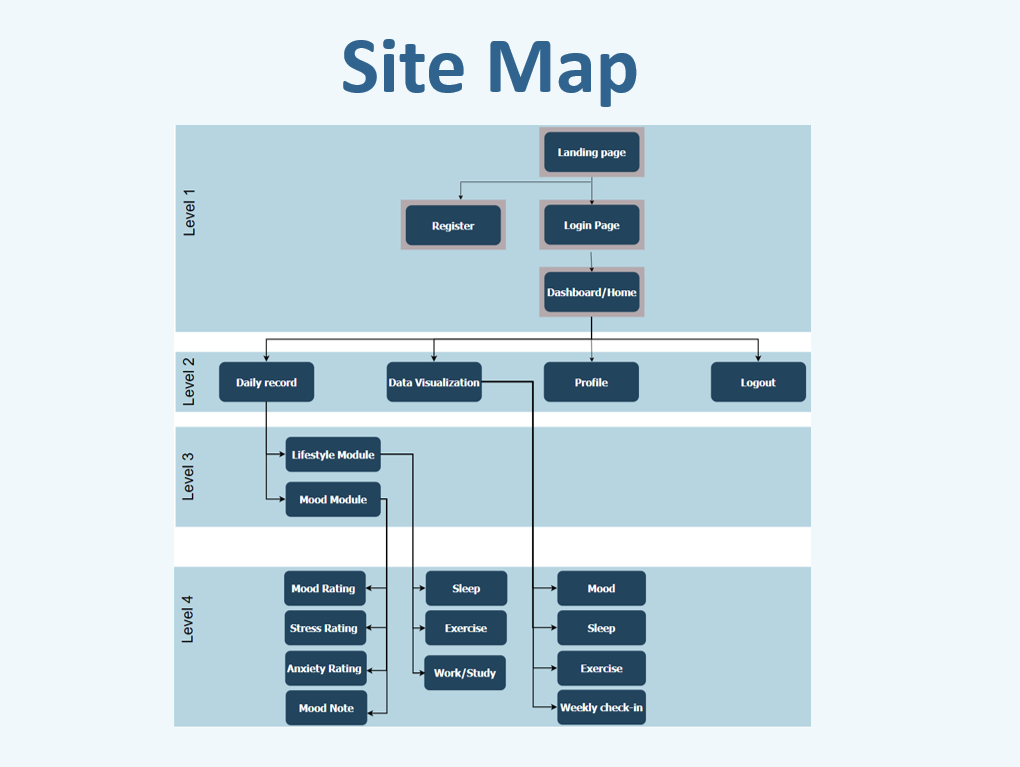 Site Map
Level 1
Landing page
Register
Login Page
Dashboard/Home
Level 2
Daily record
Data Visualization
Profile
Logout
Level 3
Lifestyle Module
Mood Module
Level 4
Mood Rating
Stress Rating
Anxiety Rating
Mood Note
Sleep
Exercise
Work/Study
Mood
Sleep
Exercise
Weekly check-in